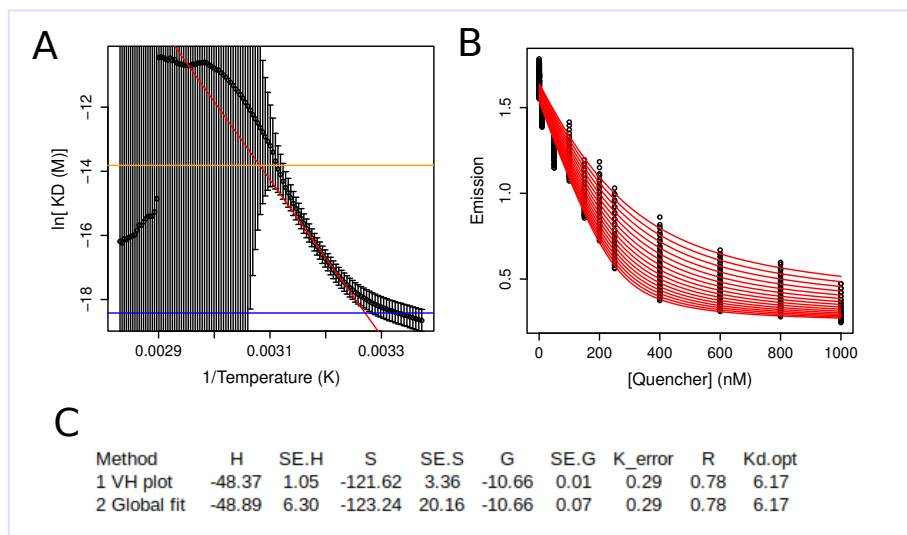 A
ln[ KD (M)]
-12
-14
-16
-18
0.0029 0.0031 0.0033
1/Temperature (K)
B
Emission
1.5
1.0
0.5
0 200 400 600 800 1000
[Quencher] (nM)
C
Method H SE.H S SE.S G SE.G K_error R Kd.opt
1 VH plot -48.37 1.05 -121.62 3.36 -10.66 0.01 0.29 0.78 6.17
2 Global fit -48.89 6.30 -123.24 20.16 -10.66 0.07 0.29 0.78 6.17